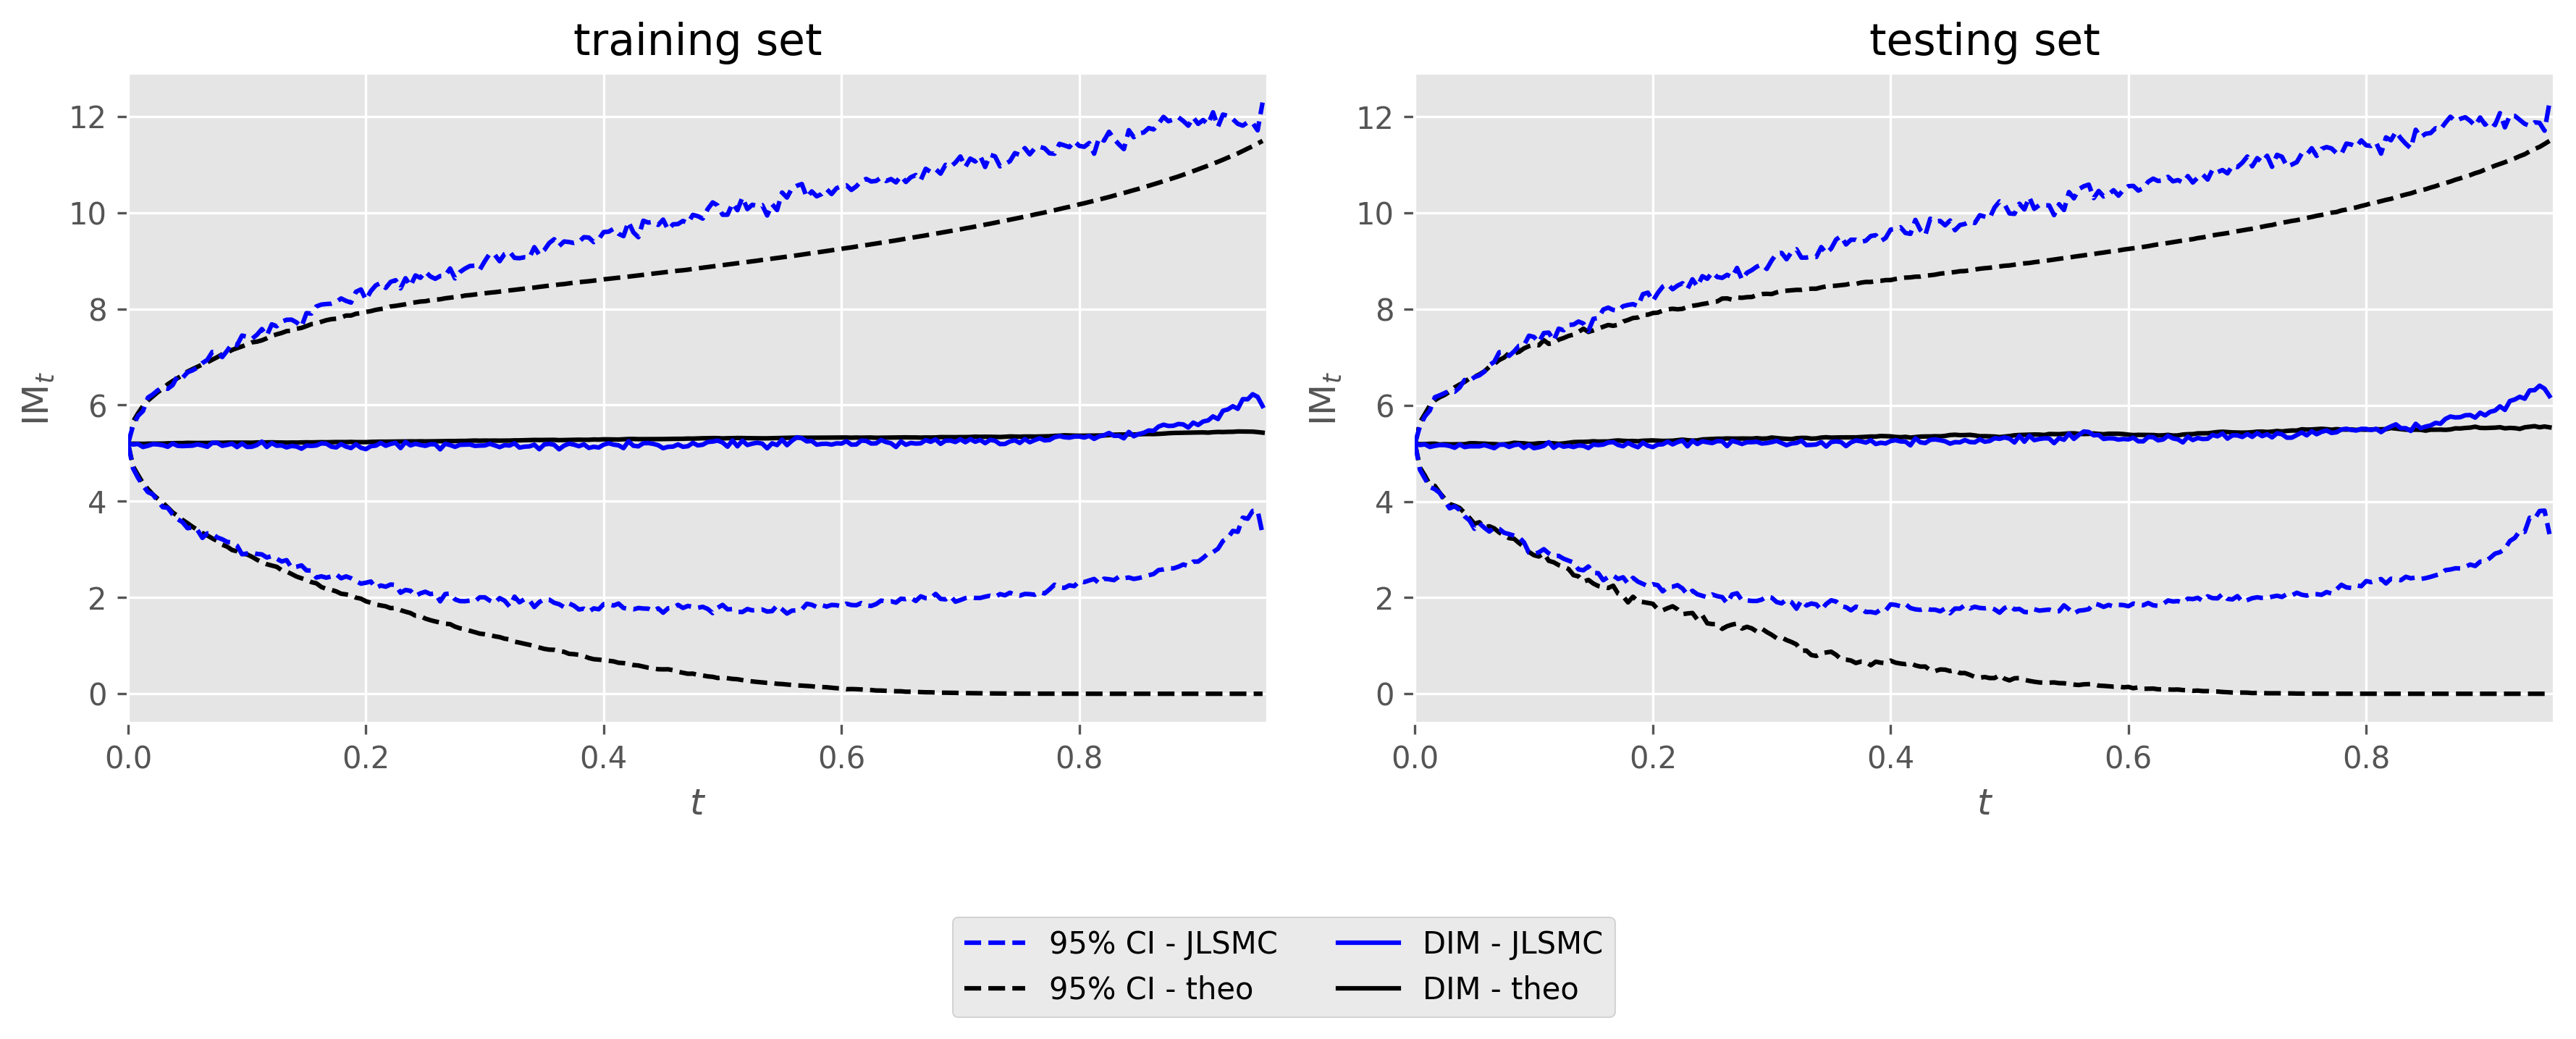 training set
testing set
12
10
8
6
4
2
0
IM_t
0.0 0.2 0.4 0.6 0.8
t
12
10
8
6
4
2
0
IM_t
0.0 0.2 0.4 0.6 0.8
t
95% CI - JLSMC
95% CI - theo
DIM - JLSMC
DIM - theo